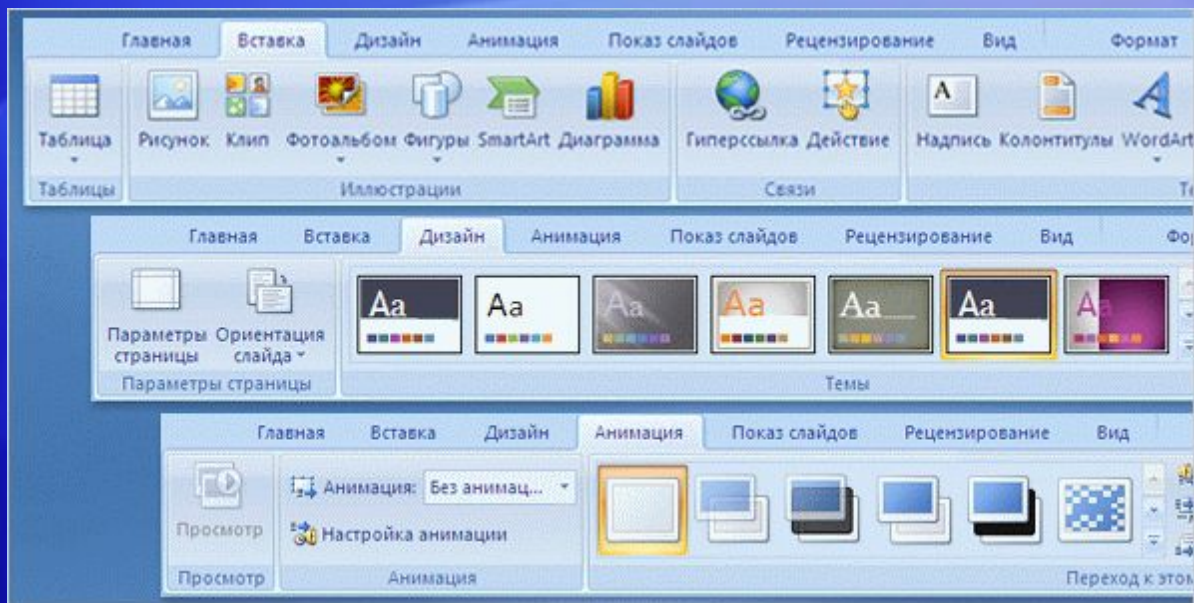 Главная Вставка Дизайн Анимация Показ слайдов Рецензирование Вид Формат
Таблица Рисунок Клип Фотоальбом Фигуры SmartArt Диаграмма Гиперссылка Действие Надпись Колонтитулы WordArt
Таблицы Иллюстрации Связи
Главная Вставка Дизайн Анимация Показ слайдов Рецензирование Вид
Aa Aa Aa Aa Aa Aa Aa
Параметры Ориентация
страницы слайда
Параметры страницы Темы
Главная Вставка Дизайн Анимация Показ слайдов Рецензирование Вид
Анимация: Без анимац...
Просмотр Настройка анимации
Просмотр Анимация Переход к этом